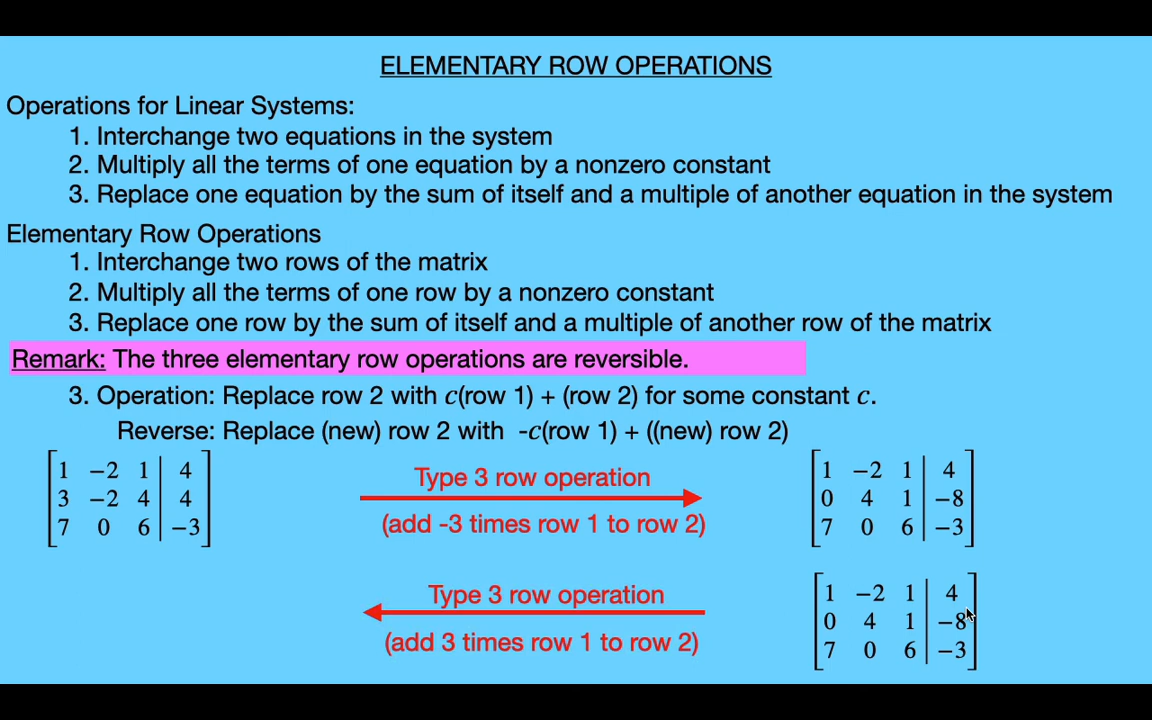 ELEMENTARY ROW OPERATIONS
Operations for Linear Systems:
1. Interchange two equations in the system
2. Multiply all the terms of one equation by a nonzero constant
3. Replace one equation by the sum of itself and a multiple of another equation in the system
Elementary Row Operations
1. Interchange two rows of the matrix
2. Multiply all the terms of one row by a nonzero constant
3. Replace one row by the sum of itself and a multiple of another row of the matrix
Remark: The three elementary row operations are reversible.
3. Operation: Replace row 2 with c(row 1) + (row 2) for some constant c.
Reverse: Replace (new) row 2 with -c(row 1) + ((new) row 2)
1 −2 1 4
3 −2 4 4
7 0 6 −3
Type 3 row operation
(add -3 times row 1 to row 2)
1 −2 1 4
0 4 1 −8
7 0 6 −3
Type 3 row operation
(add 3 times row 1 to row 2)
1 −2 1 4
0 4 1 −8
7 0 6 −3